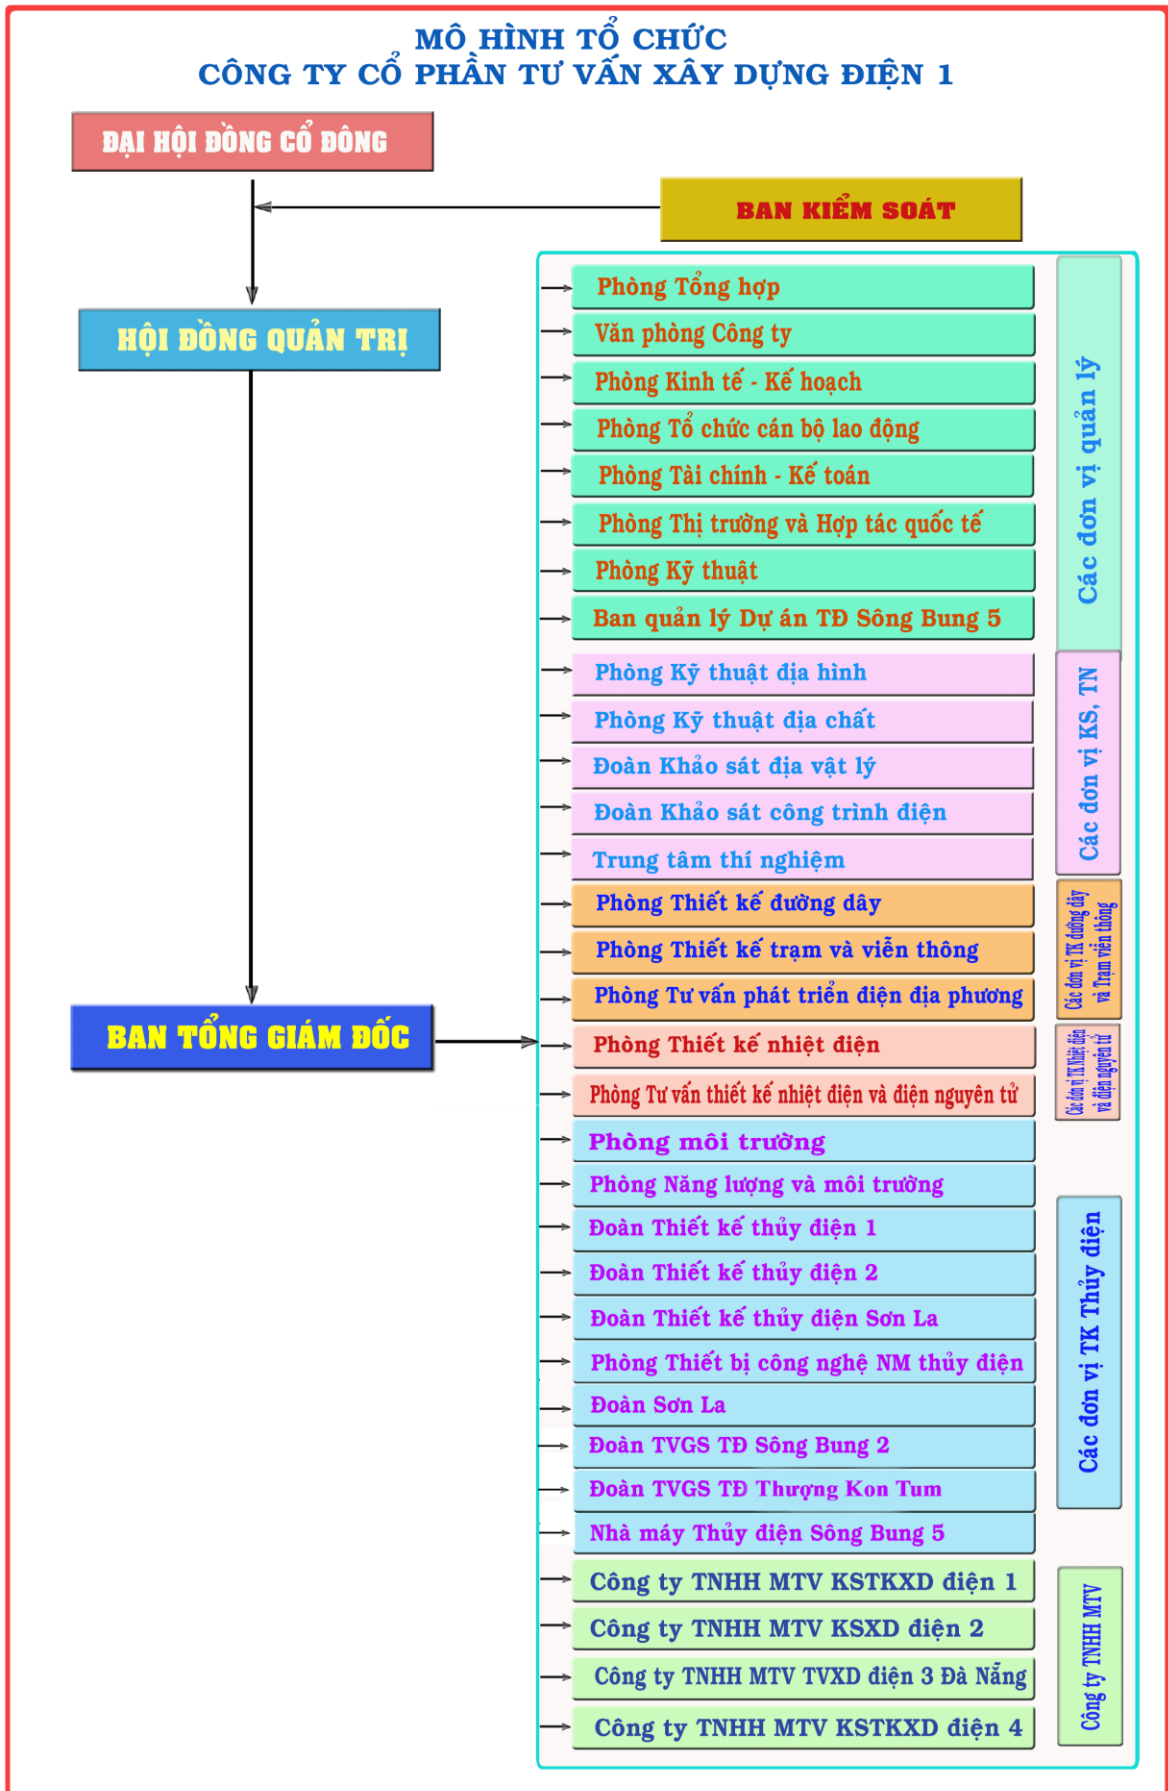 MÔ HÌNH TỔ CHỨC
CÔNG TY CỔ PHẦN TƯ VẤN XÂY DỰNG ĐIỆN 1
ĐẠI HỘI ĐỒNG CỔ ĐÔNG
BAN KIỂM SOÁT
HỘI ĐỒNG QUẢN TRỊ
BAN TỔNG GIÁM ĐỐC
Phòng Tổng hợp
Văn phòng Công ty
Phòng Kinh tế - Kế hoạch
Phòng Tổ chức cán bộ lao động
Phòng Tài chính - Kế toán
Phòng Thị trường và Hợp tác quốc tế
Phòng Kỹ thuật
Ban quản lý Dự án TĐ Sông Bung 5
Các đơn vị quản lý
Phòng Kỹ thuật địa hình
Phòng Kỹ thuật địa chất
Đoàn Khảo sát địa vật lý
Đoàn Khảo sát công trình điện
Trung tâm thí nghiệm
Các đơn vị KS, TN
Phòng Thiết kế đường dây
Phòng Thiết kế trạm và viễn thông
Phòng Tư vấn phát triển điện địa phương
Các đơn vị TK đường dây
và Trạm viễn thông
Phòng Thiết kế nhiệt điện
Phòng Tư vấn thiết kế nhiệt điện và điện nguyên tử
Các đơn vị TK Nhiệt điện
và điện nguyên tử
Phòng môi trường
Phòng Năng lượng và môi trường
Đoàn Thiết kế thủy điện 1
Đoàn Thiết kế thủy điện 2
Đoàn Thiết kế thủy điện Sơn La
Phòng Thiết bị công nghệ NM thủy điện
Đoàn Sơn La
Đoàn TVGS TĐ Sông Bung 2
Đoàn TVGS TĐ Thượng Kon Tum
Nhà máy Thủy điện Sông Bung 5
Các đơn vị TK Thủy điện
Công ty TNHH MTV KSTKXD điện 1
Công ty TNHH MTV KSXD điện 2
Công ty TNHH MTV TVXD điện 3 Đà Nẵng
Công ty TNHH MTV KSTKXD điện 4
Công ty TNHH MTV